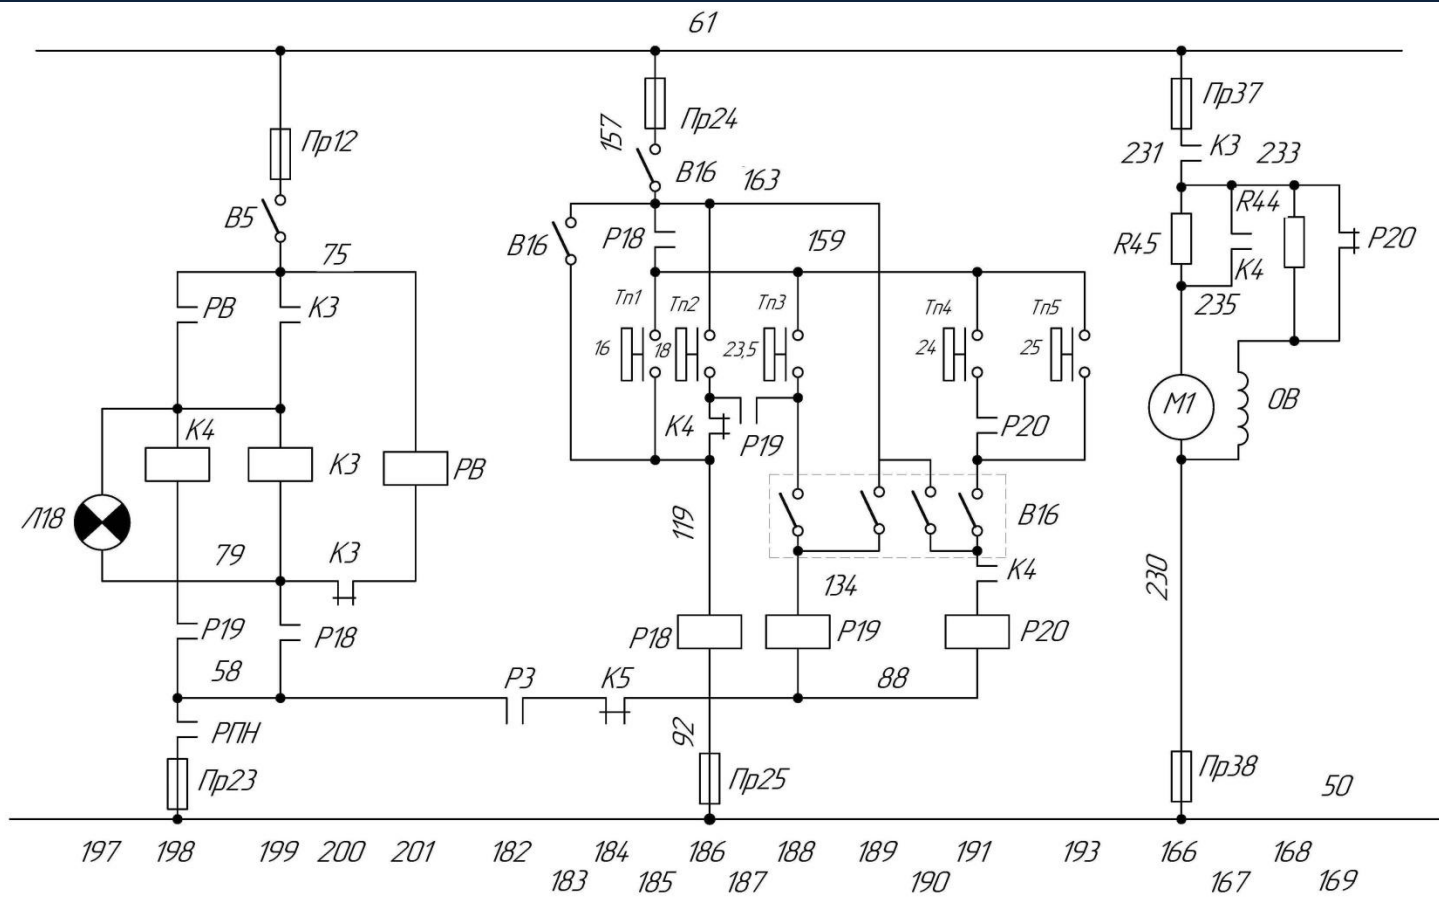 61
Пр12
В5
75
РВ
К3
К4
К3
РВ
Л18
79
К3
Р19
Р18
58
РПН
Пр23
Р3
К5
157
Пр24
В16
163
В16
Р18
159
Тп1
Тп2
Тп3
Тп4
Тп5
16
18
23,5
24
25
К4
Р19
Р20
119
В16
134
К4
Р18
Р19
Р20
88
92
Пр25
Пр37
231
К3
233
R44
R45
К4
Р20
235
М1
ОВ
230
Пр38
50
197 198 199 200 201 182 184 186 188 189 191 193 166 168
183 185 187 190 167 169